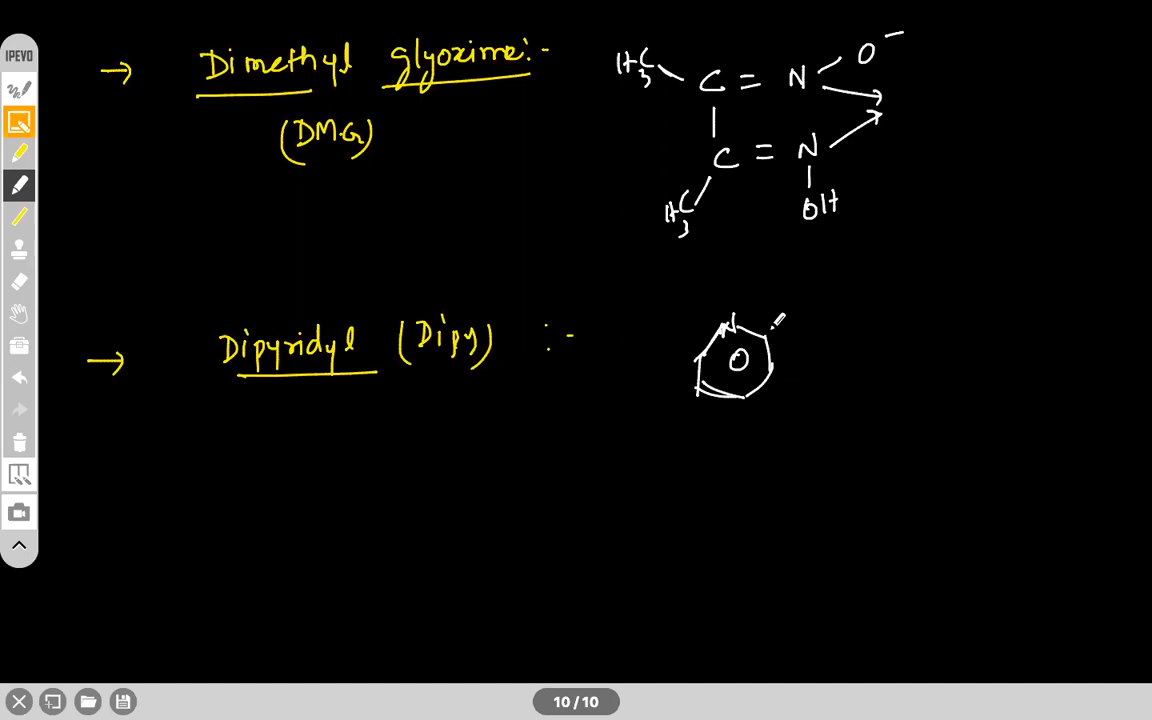 IPEVO
→ Dimethyl glyoxime:-
(DMG)
H3C C = N O−
C = N
H3C OH
→ Dipyridyl (Dipy) :-
N
10/10